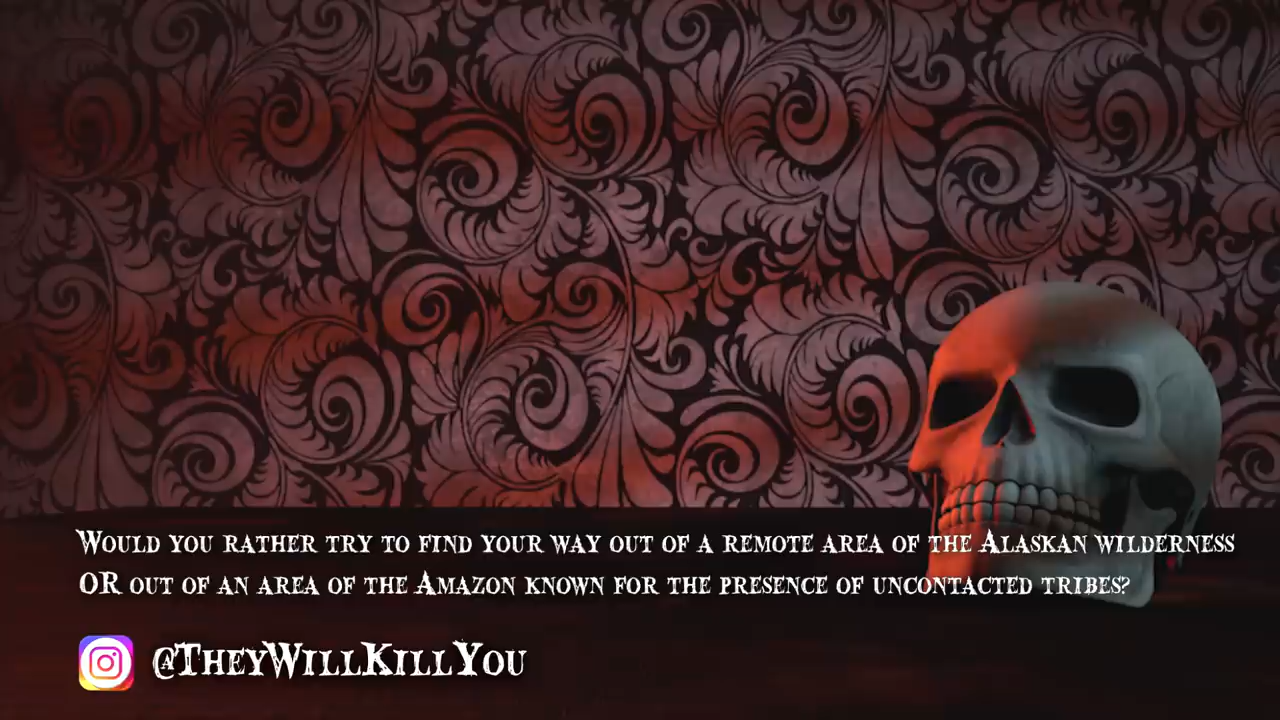 Would you rather try to find your way out of a remote area of the Alaskan wilderness
OR out of an area of the Amazon known for the presence of uncontacted tribes?
@TheyWillKillYou